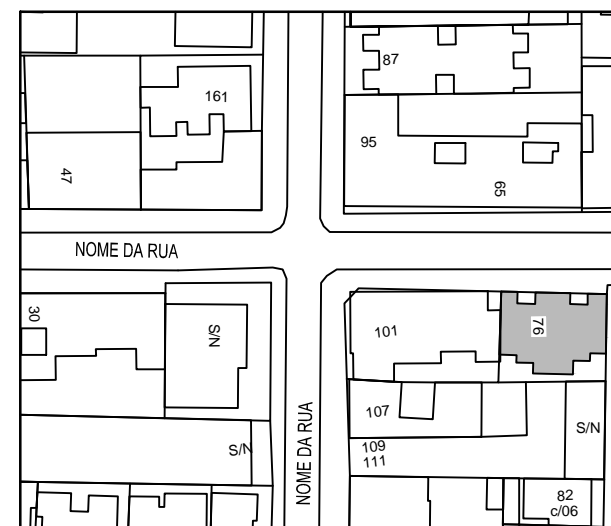 87
161
95
47
65
NOME DA RUA
30
S/N
101
76
NOME DA RUA
107
S/N
S/N
109
111
82
c/06